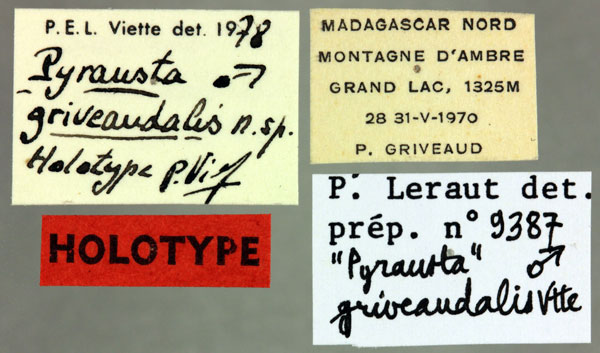 P.E.L. Viette det. 1978
Pyrausta ♂
griveaudalis n. sp.
Holotype P. Viette
MADAGASCAR NORD
MONTAGNE D'AMBRE
GRAND LAC, 1325M
28 31-V-1970
P. GRIVEAUD
HOLOTYPE
P. Leraut det.
prép. n° 9387
"Pyrausta" ♂
griveaudalis Vtte